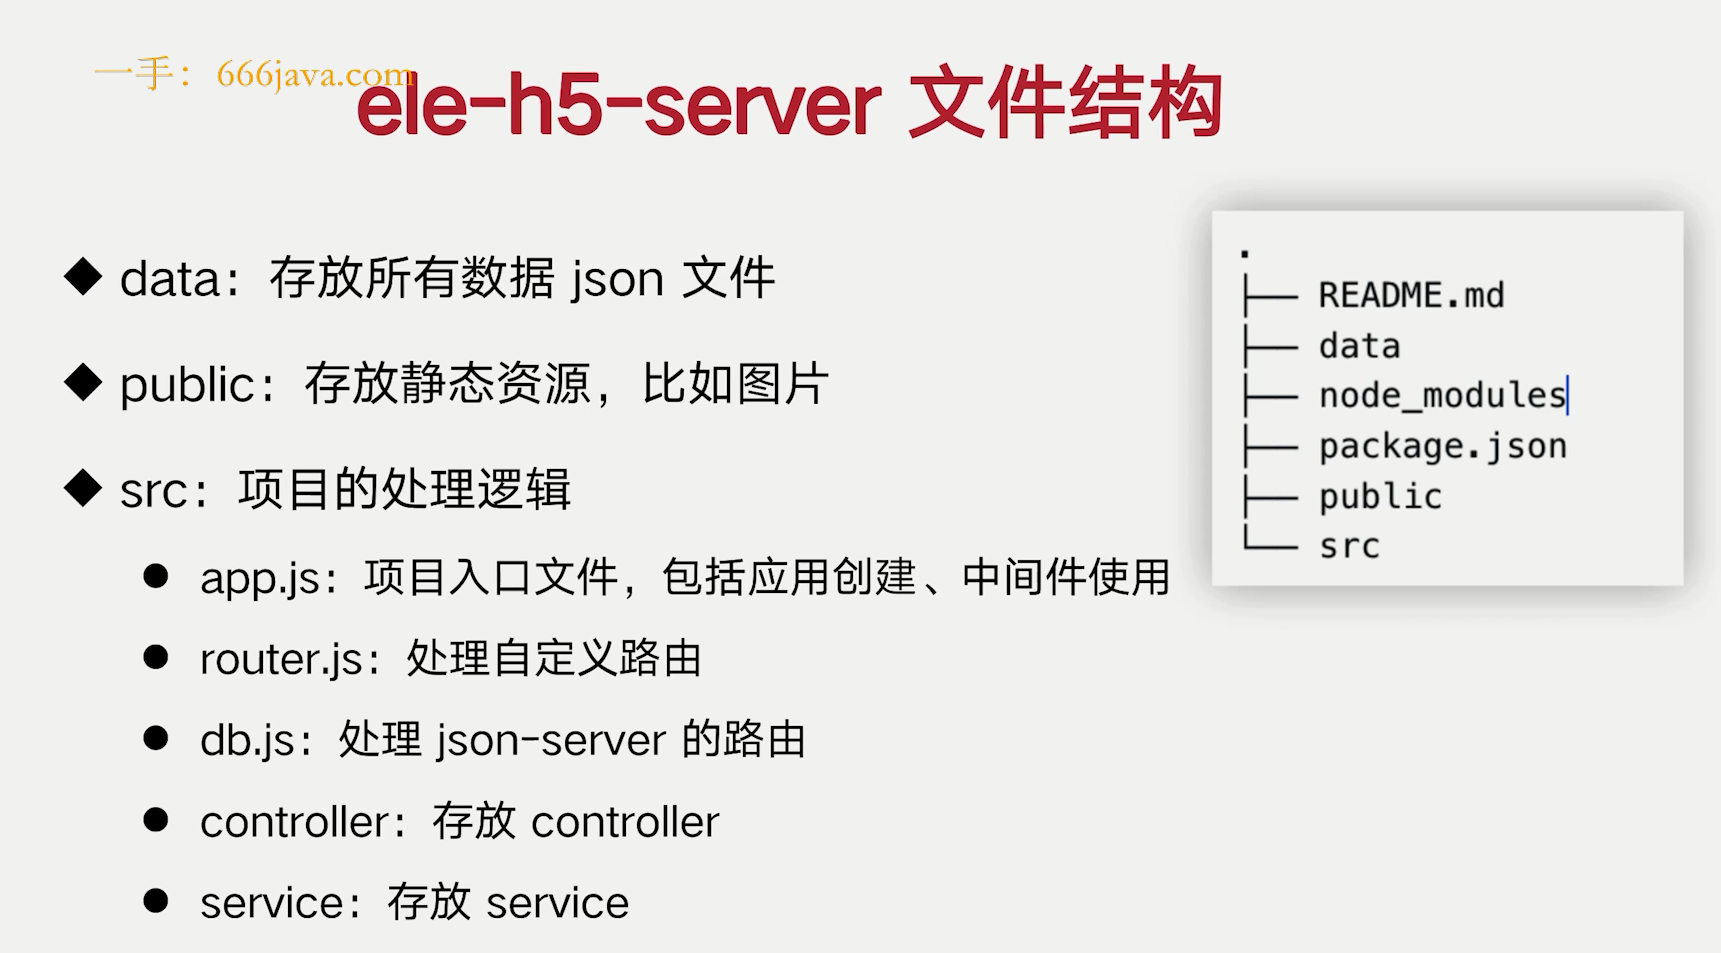 一手：666java.com
ele-h5-server 文件结构
◆ data：存放所有数据 json 文件
◆ public：存放静态资源，比如图片
◆ src：项目的处理逻辑
● app.js：项目入口文件，包括应用创建、中间件使用
● router.js：处理自定义路由
● db.js：处理 json-server 的路由
● controller：存放 controller
● service：存放 service
.
├── README.md
├── data
├── node_modules
├── package.json
├── public
└── src